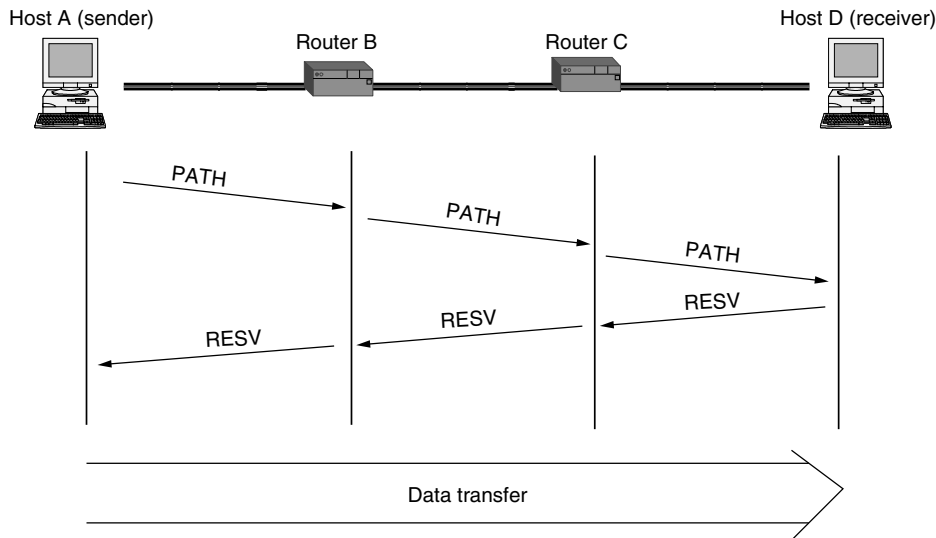 Host A (sender)
Host D (receiver)
Router B
Router C
PATH
PATH
PATH
RESV
RESV
RESV
Data transfer